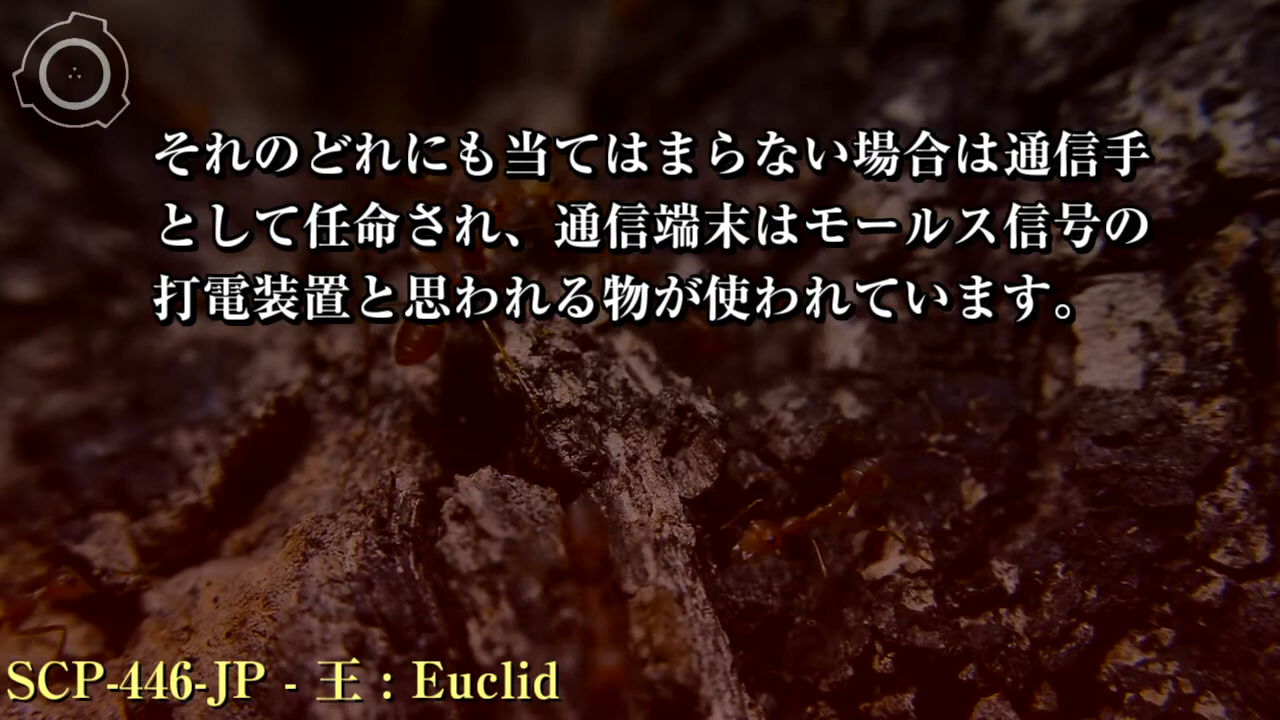 それのどれにも当てはまらない場合は通信手
として任命され、通信端末はモールス信号の
打電装置と思われる物が使われています。
SCP-446-JP - 王 : Euclid